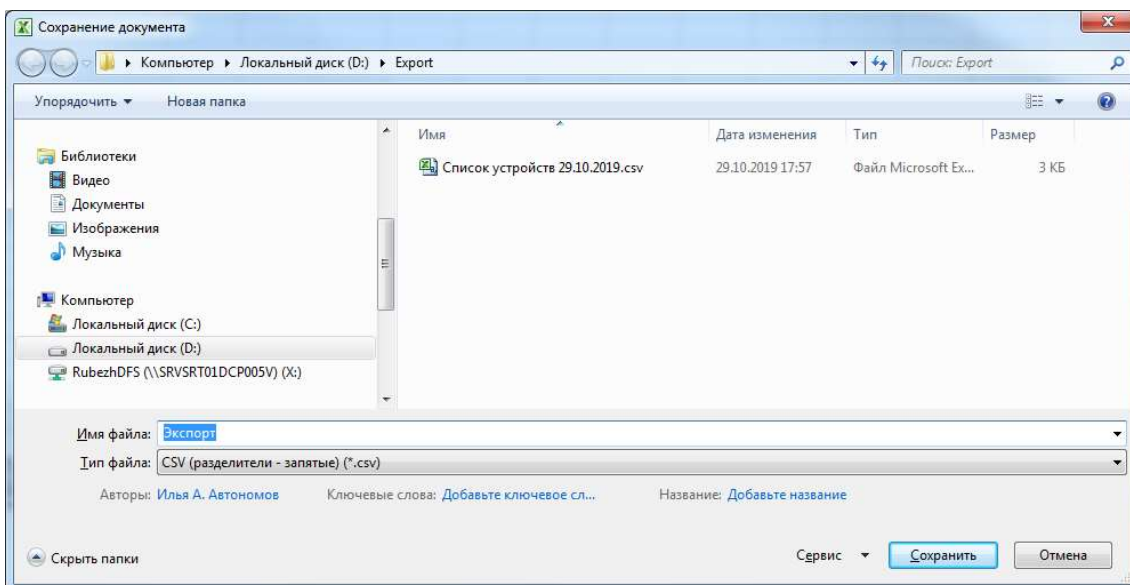 Сохранение документа
Компьютер Локальный диск (D:) Export Поиск: Export
Упорядочить Новая папка
Имя Дата изменения Тип Размер
Библиотеки
Список устройств 29.10.2019.csv 29.10.2019 17:57 Файл Microsoft Ex... 3 КБ
Видео
Документы
Изображения
Музыка
Компьютер
Локальный диск (C:)
Локальный диск (D:)
RubezhDFS (\\SRVSRT01DCP005V) (X:)
Имя файла: Экспорт
Тип файла: CSV (разделители - запятые) (*.csv)
Авторы: Илья А. Автономов Ключевые слова: Добавьте ключевое сл... Название: Добавьте название
Скрыть папки Сервис Сохранить Отмена